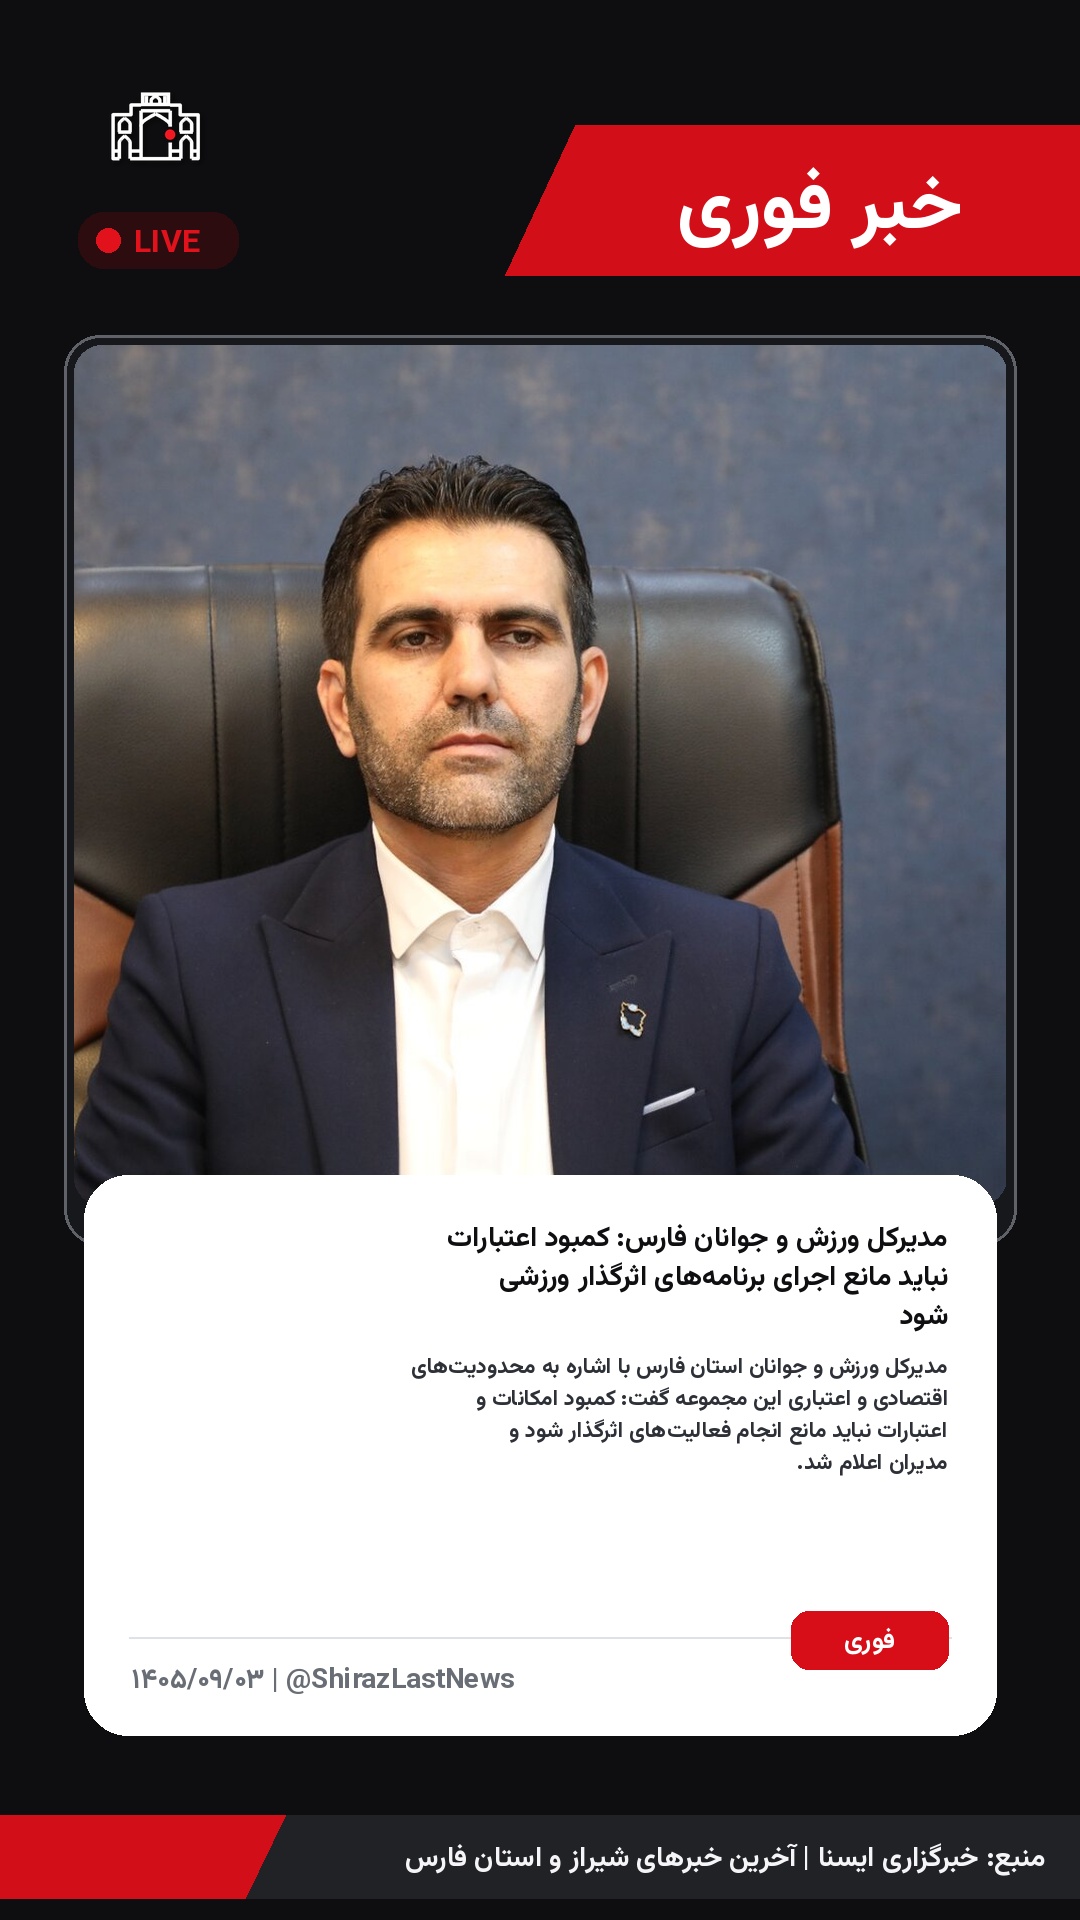 خبر فوری
LIVE
مدیرکل ورزش و جوانان فارس: کمبود اعتبارات
نباید مانع اجرای برنامه‌های اثرگذار ورزشی
شود
مدیرکل ورزش و جوانان استان فارس با اشاره به محدودیت‌های
اقتصادی و اعتباری این مجموعه گفت: کمبود امکانات و
اعتبارات نباید مانع انجام فعالیت‌های اثرگذار شود و
مدیران اعلام شد.
فوری
۱۴۰۵/۰۹/۰۳ | @ShirazLastNews
منبع: خبرگزاری ایسنا | آخرین خبرهای شیراز و استان فارس